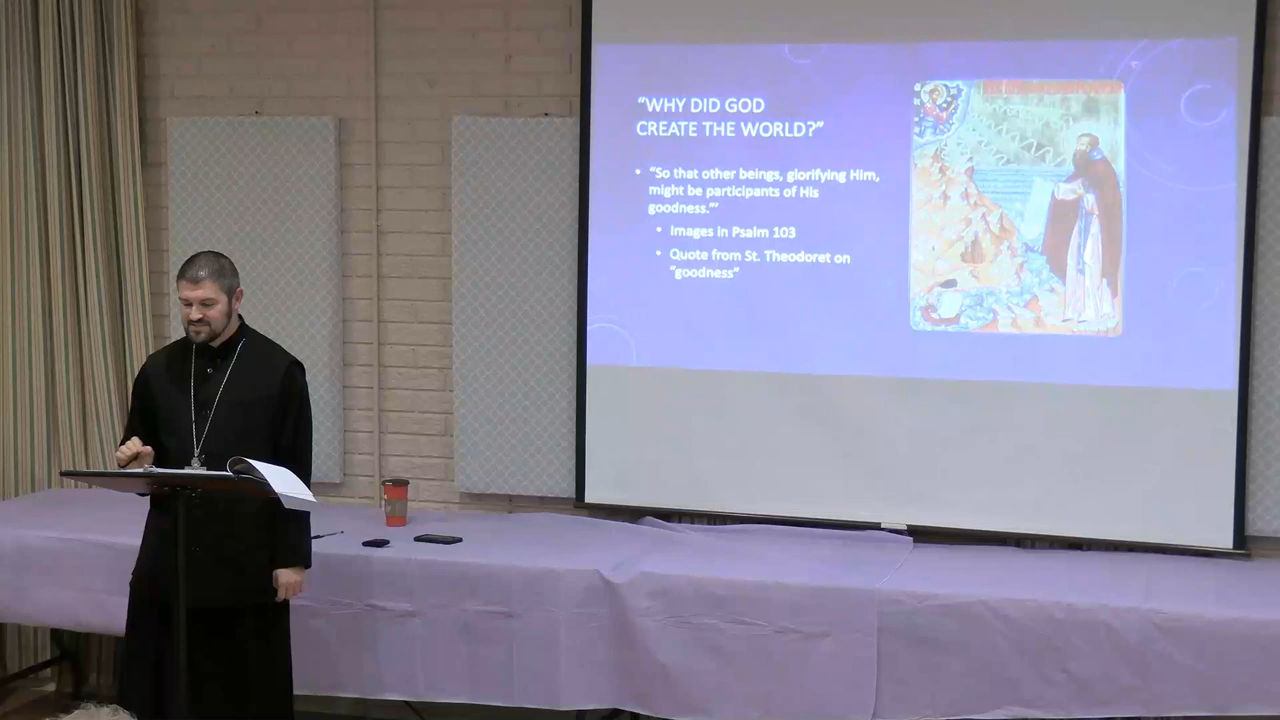 “WHY DID GOD
CREATE THE WORLD?”
• “So that other beings, glorifying Him,
might be participants of His
goodness.”’
• Images in Psalm 103
• Quote from St. Theodoret on
“goodness”